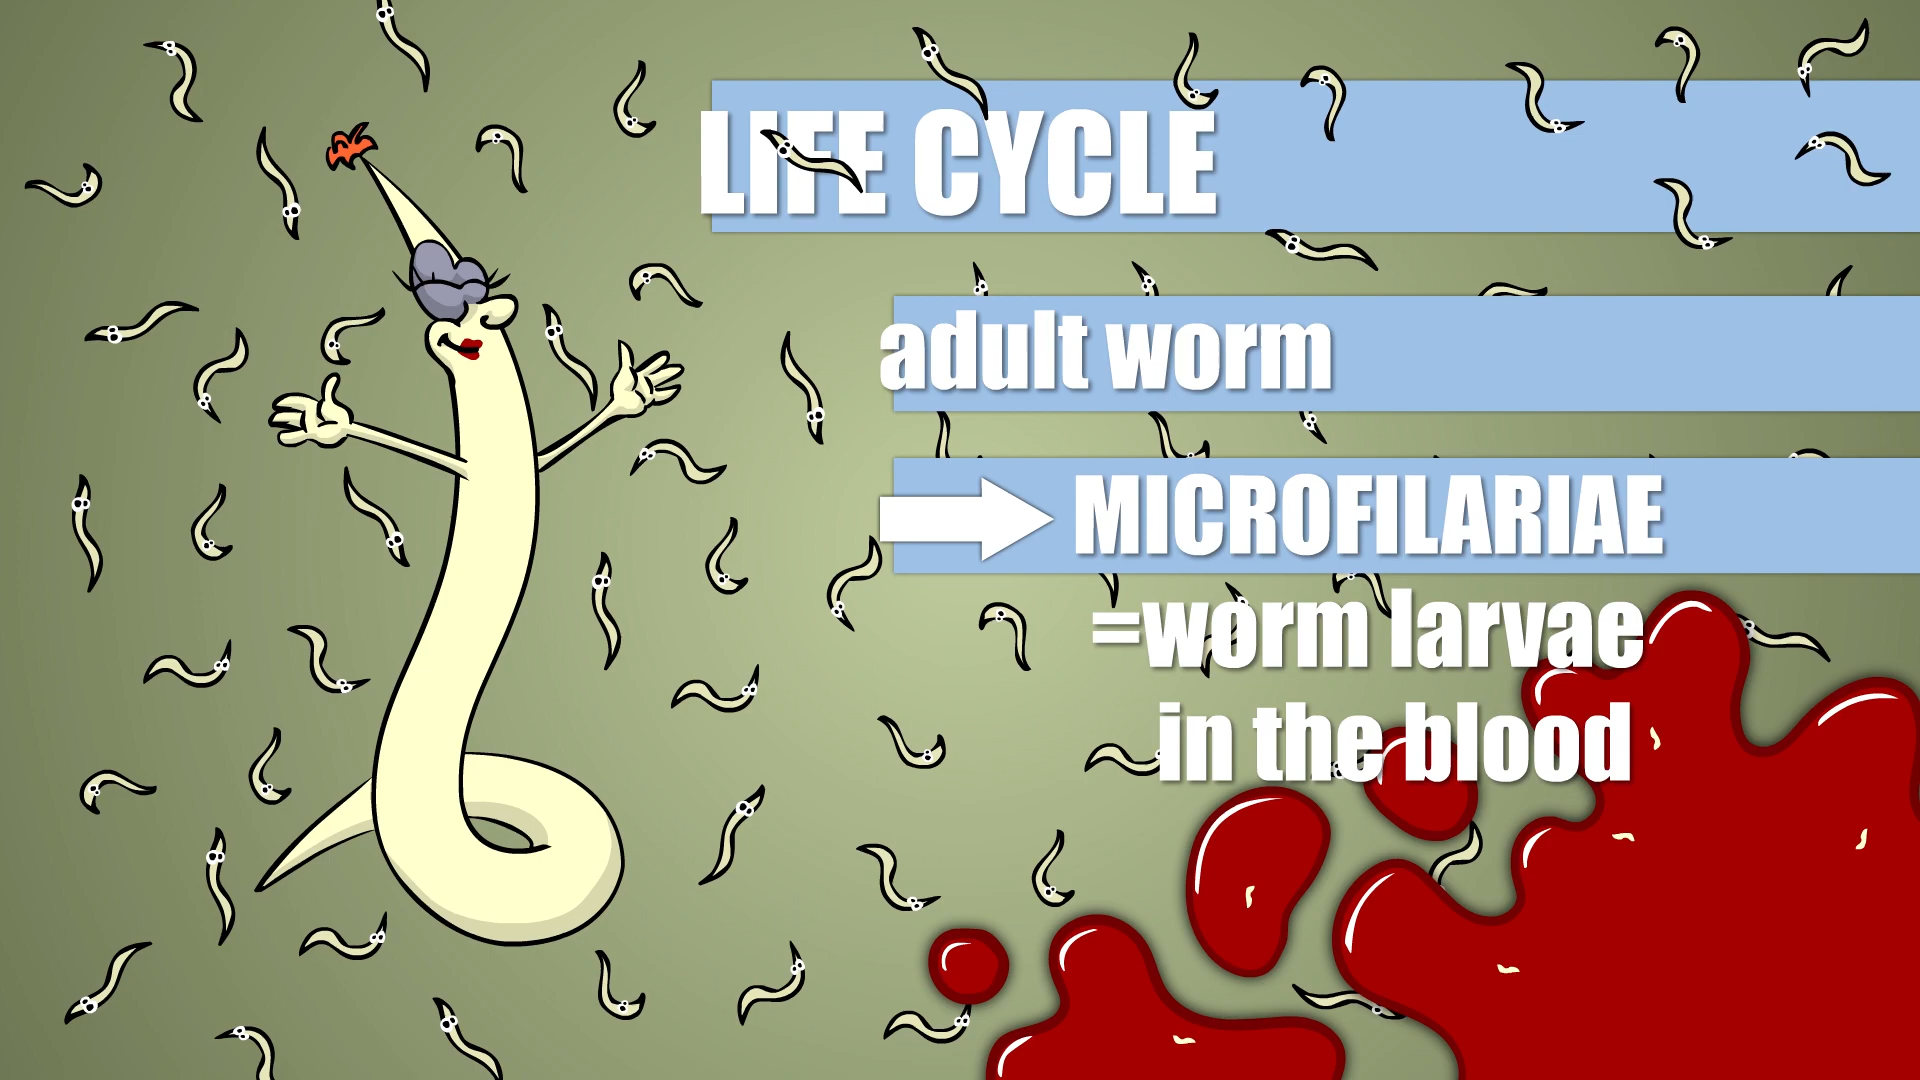 LIFE CYCLE
adult worm
MICROFILARIAE
=worm larvae
in the blood